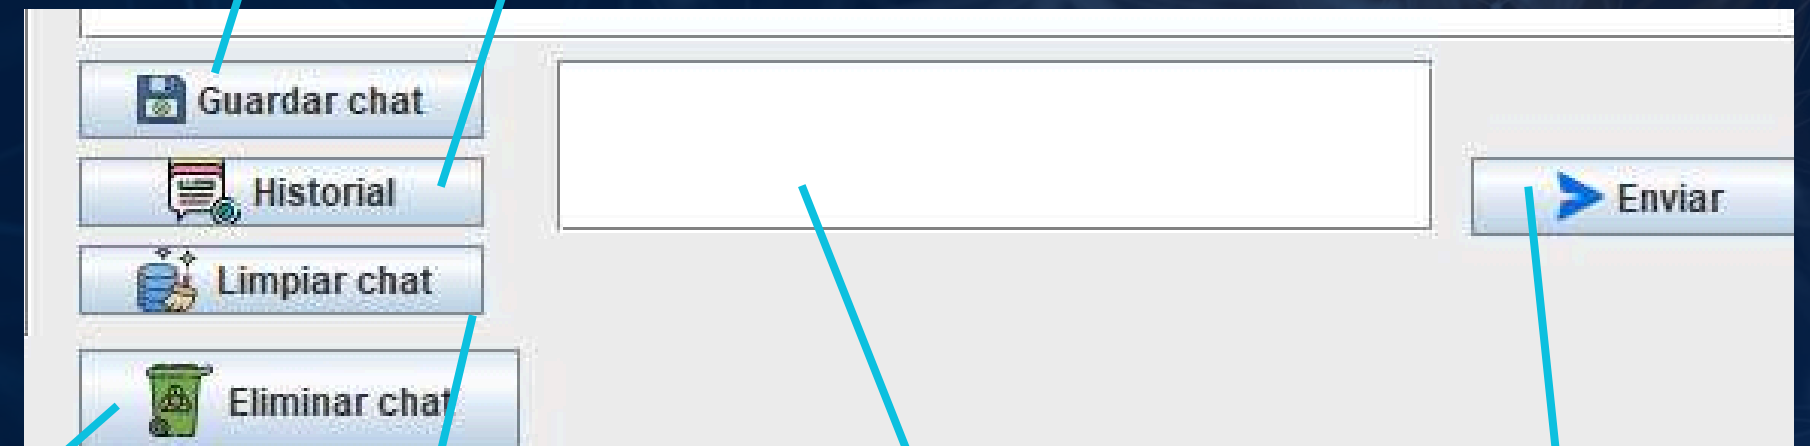 Guardar chat
Historial
Enviar
Limpiar chat
Eliminar chat